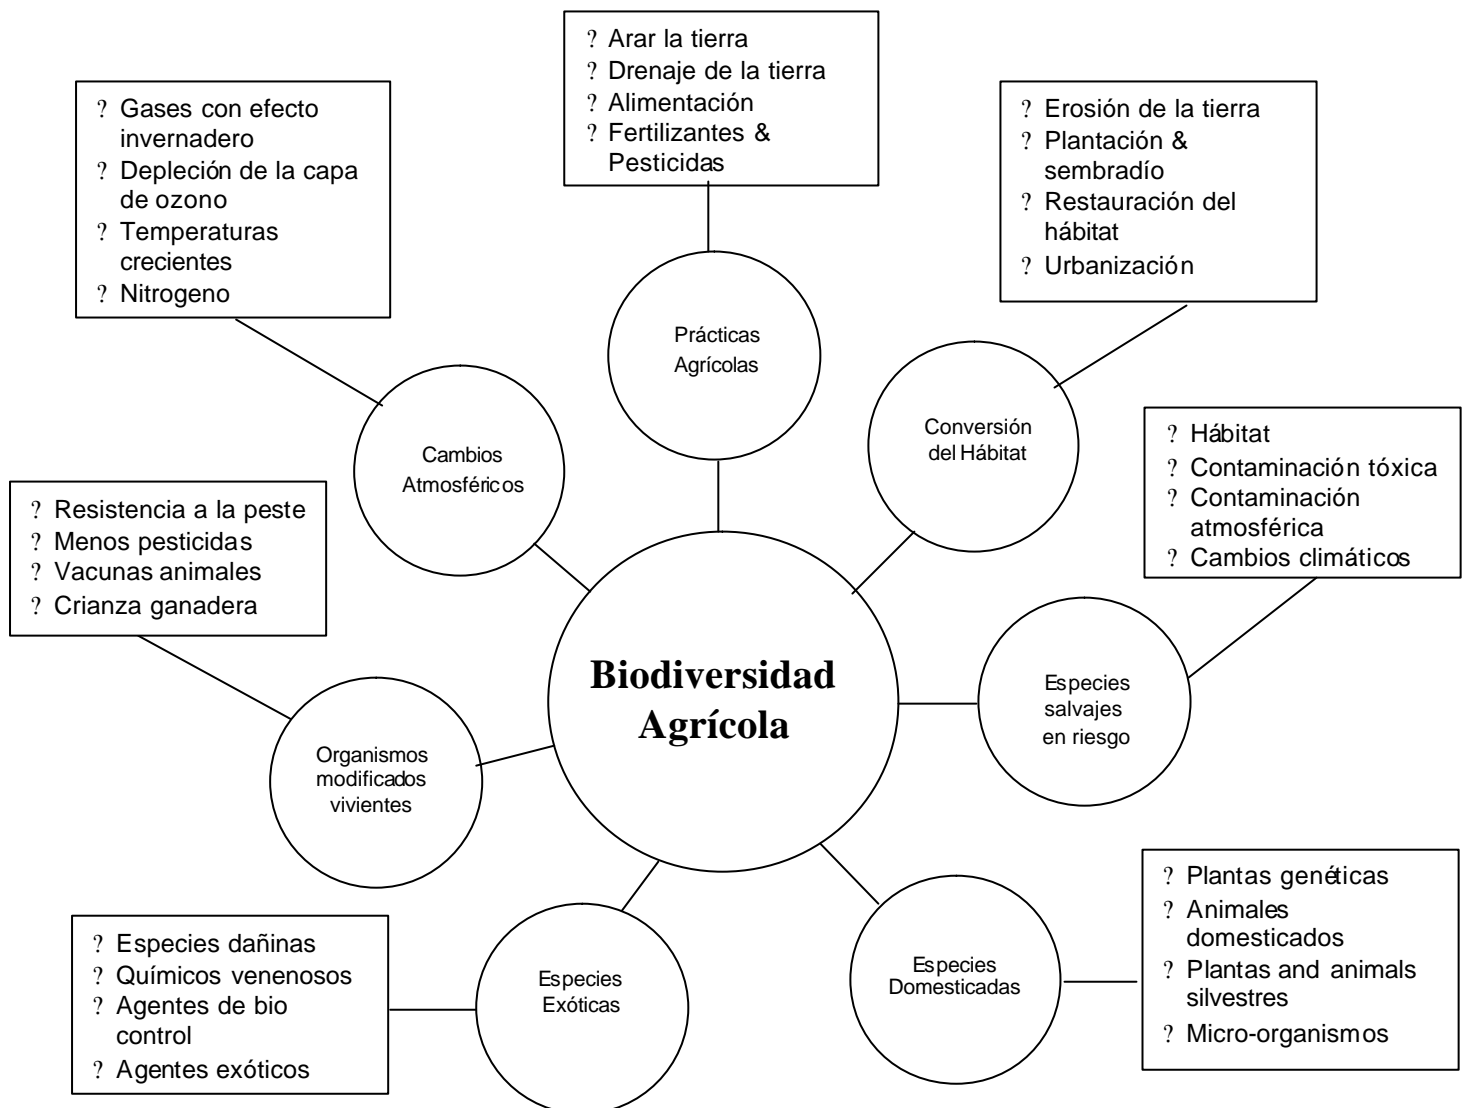 ? Arar la tierra
? Drenaje de la tierra
? Alimentación
? Fertilizantes &
Pesticidas
? Gases con efecto
invernadero
? Depleción de la capa
de ozono
? Temperaturas
crecientes
? Nitrogeno
? Erosión de la tierra
? Plantación &
sembradío
? Restauración del
hábitat
? Urbanización
Prácticas
Agrícolas
Cambios
Atmosféricos
Conversión
del Hábitat
? Hábitat
? Contaminación tóxica
? Contaminación
atmosférica
? Cambios climáticos
? Resistencia a la peste
? Menos pesticidas
? Vacunas animales
? Crianza ganadera
Biodiversidad
Agrícola
Especies
salvajes
en riesgo
Organismos
modificados
vivientes
? Plantas genéticas
? Animales
domesticados
? Plantas and animals
silvestres
? Micro-organismos
? Especies dañinas
? Químicos venenosos
? Agentes de bio
control
? Agentes exóticos
Especies
Exóticas
Especies
Domesticadas